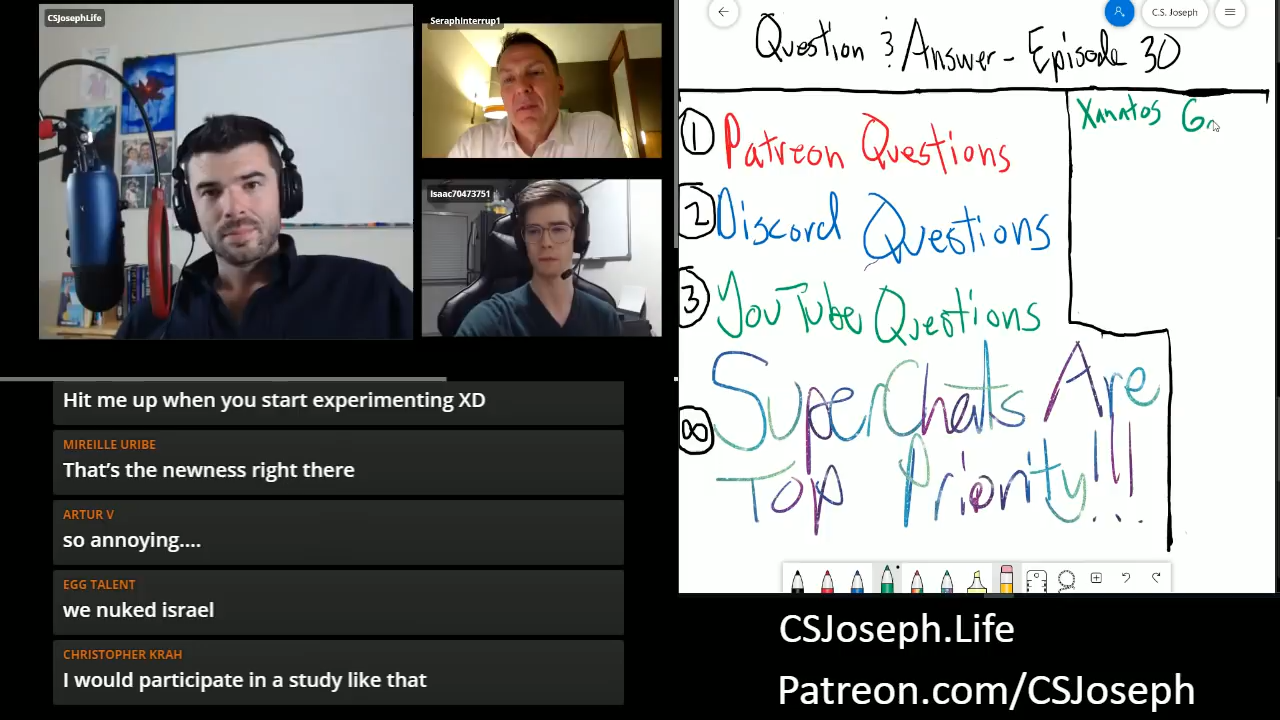 CSJosephLife
SeraphInterrup1
Isaac70473751
Hit me up when you start experimenting XD
MIREILLE URIBE
That's the newness right there
ARTUR V
so annoying....
EGG TALENT
we nuked israel
CHRISTOPHER KRAH
I would participate in a study like that
C.S. Joseph
Question & Answer - Episode 30
1 Patreon Questions
2 Discord Questions
3 YouTube Questions
∞ SuperChats Are
Top Priority!!!
Xanatos
CSJoseph.Life
Patreon.com/CSJoseph